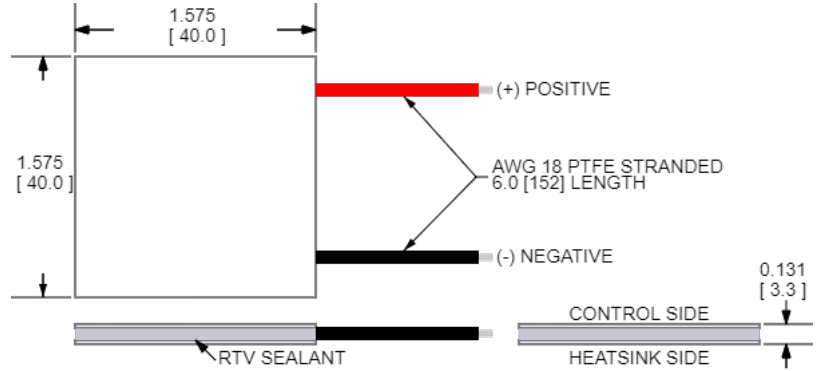 1.575
[ 40.0 ]
(+) POSITIVE
1.575
[ 40.0 ]
AWG 18 PTFE STRANDED
6.0 [152] LENGTH
(-) NEGATIVE
0.131
[ 3.3 ]
CONTROL SIDE
RTV SEALANT
HEATSINK SIDE